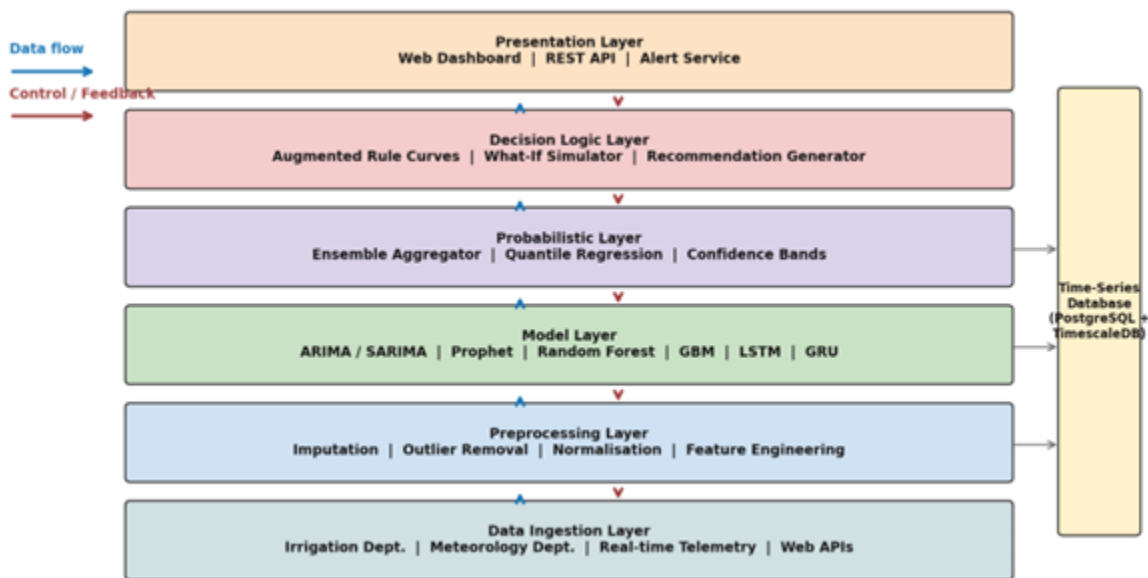 Data flow
Control / Feedback
Presentation Layer
Web Dashboard | REST API | Alert Service
Decision Logic Layer
Augmented Rule Curves | What-If Simulator | Recommendation Generator
Probabilistic Layer
Ensemble Aggregator | Quantile Regression | Confidence Bands
Model Layer
ARIMA / SARIMA | Prophet | Random Forest | GBM | LSTM | GRU
Preprocessing Layer
Imputation | Outlier Removal | Normalisation | Feature Engineering
Data Ingestion Layer
Irrigation Dept. | Meteorology Dept. | Real-time Telemetry | Web APIs
Time-Series
Database
(PostgreSQL +
TimescaleDB)